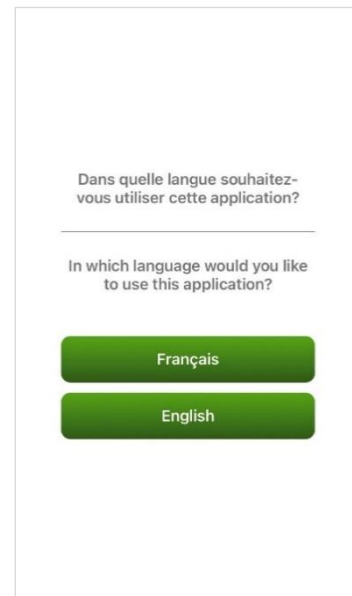 Dans quelle langue souhaitez-
vous utiliser cette application?
In which language would you like
to use this application?
Français
English